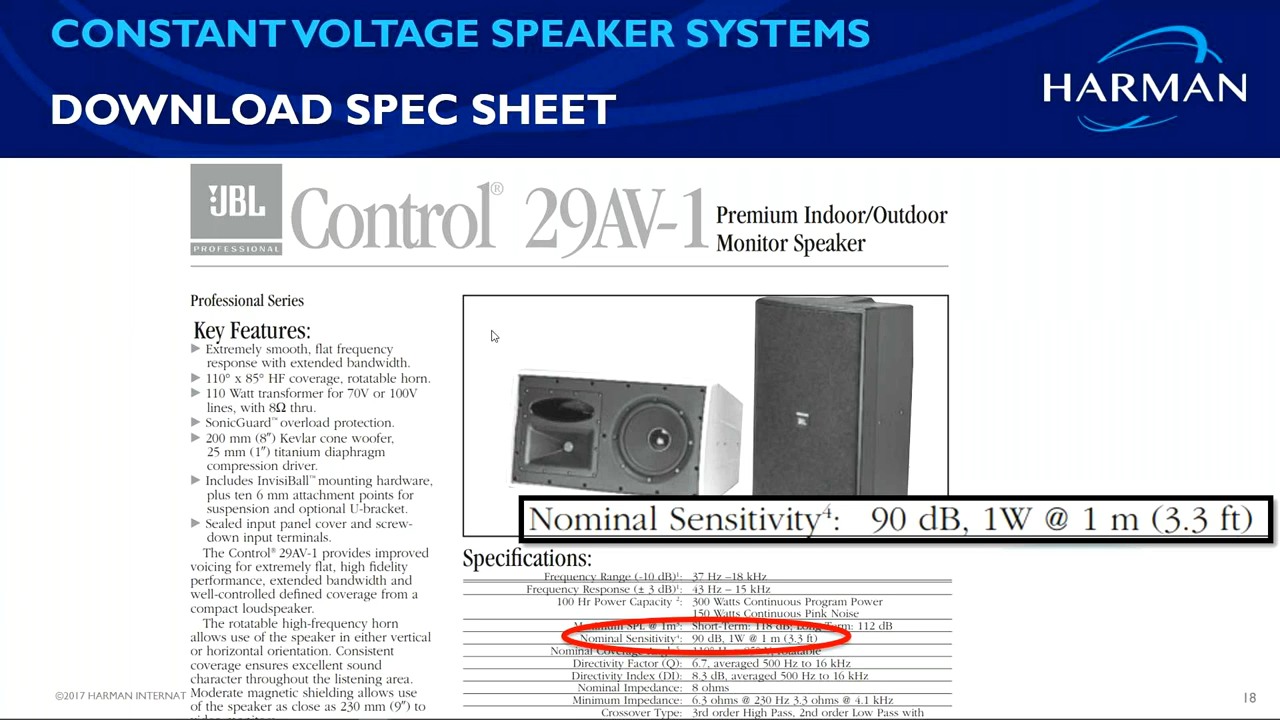 CONSTANT VOLTAGE SPEAKER SYSTEMS
DOWNLOAD SPEC SHEET
HARMAN
JBL
PROFESSIONAL
Control® 29AV-1
Premium Indoor/Outdoor
Monitor Speaker
Professional Series
Key Features:
▶ Extremely smooth, flat frequency
response with extended bandwidth.
▶ 110° x 85° HF coverage, rotatable horn.
▶ 110 Watt transformer for 70V or 100V
lines, with 8Ω thru.
▶ SonicGuard™ overload protection.
▶ 200 mm (8″) Kevlar cone woofer,
25 mm (1″) titanium diaphragm
compression driver.
▶ Includes InvisiBall™ mounting hardware,
plus ten 6 mm attachment points for
suspension and optional U-bracket.
▶ Sealed input panel cover and screw-
down input terminals.
The Control® 29AV-1 provides improved
voicing for extremely flat, high fidelity
performance, extended bandwidth and
well-controlled defined coverage from a
compact loudspeaker.
The rotatable high-frequency horn
allows use of the speaker in either vertical
or horizontal orientation. Consistent
coverage ensures excellent sound
character throughout the listening area.
Moderate magnetic shielding allows use
of the speaker as close as 230 mm (9″) to
Nominal Sensitivity⁴: 90 dB, 1W @ 1 m (3.3 ft)
Specifications:
Frequency Range (-10 dB)¹: 37 Hz –18 kHz
Frequency Response (± 3 dB)¹: 43 Hz – 15 kHz
100 Hr Power Capacity ²: 300 Watts Continuous Program Power
150 Watts Continuous Pink Noise
Maximum SPL @ 1m³: Short-Term: 118 dB, Long-Term: 112 dB
Nominal Sensitivity⁴: 90 dB, 1W @ 1 m (3.3 ft)
Nominal Coverage
Directivity Factor (Q): 6.7, averaged 500 Hz to 16 kHz
Directivity Index (DI): 8.3 dB, averaged 500 Hz to 16 kHz
Nominal Impedance: 8 ohms
Minimum Impedance: 6.3 ohms @ 230 Hz 3.3 ohms @ 4.1 kHz
Crossover Type: 3rd order High Pass, 2nd order Low Pass with
©2017 HARMAN INTERNAT
18